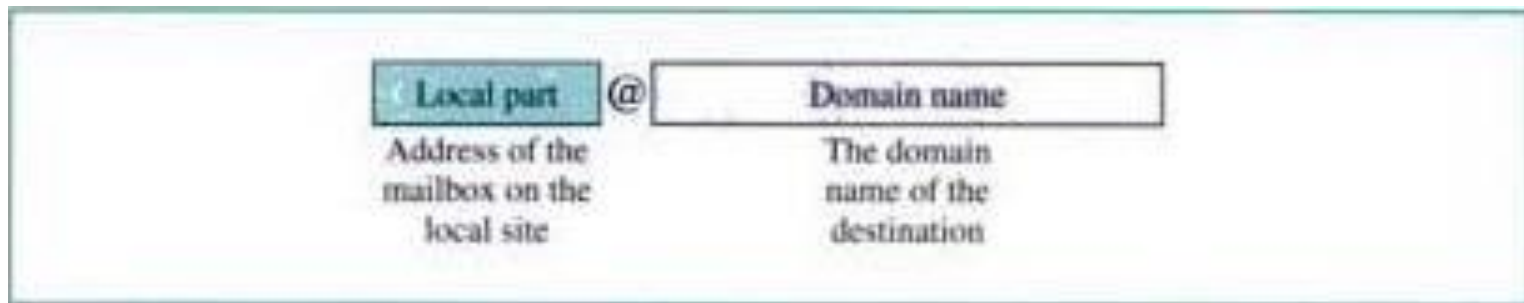 Local part @ Domain name
Address of the The domain
mailbox on the name of the
local site destination